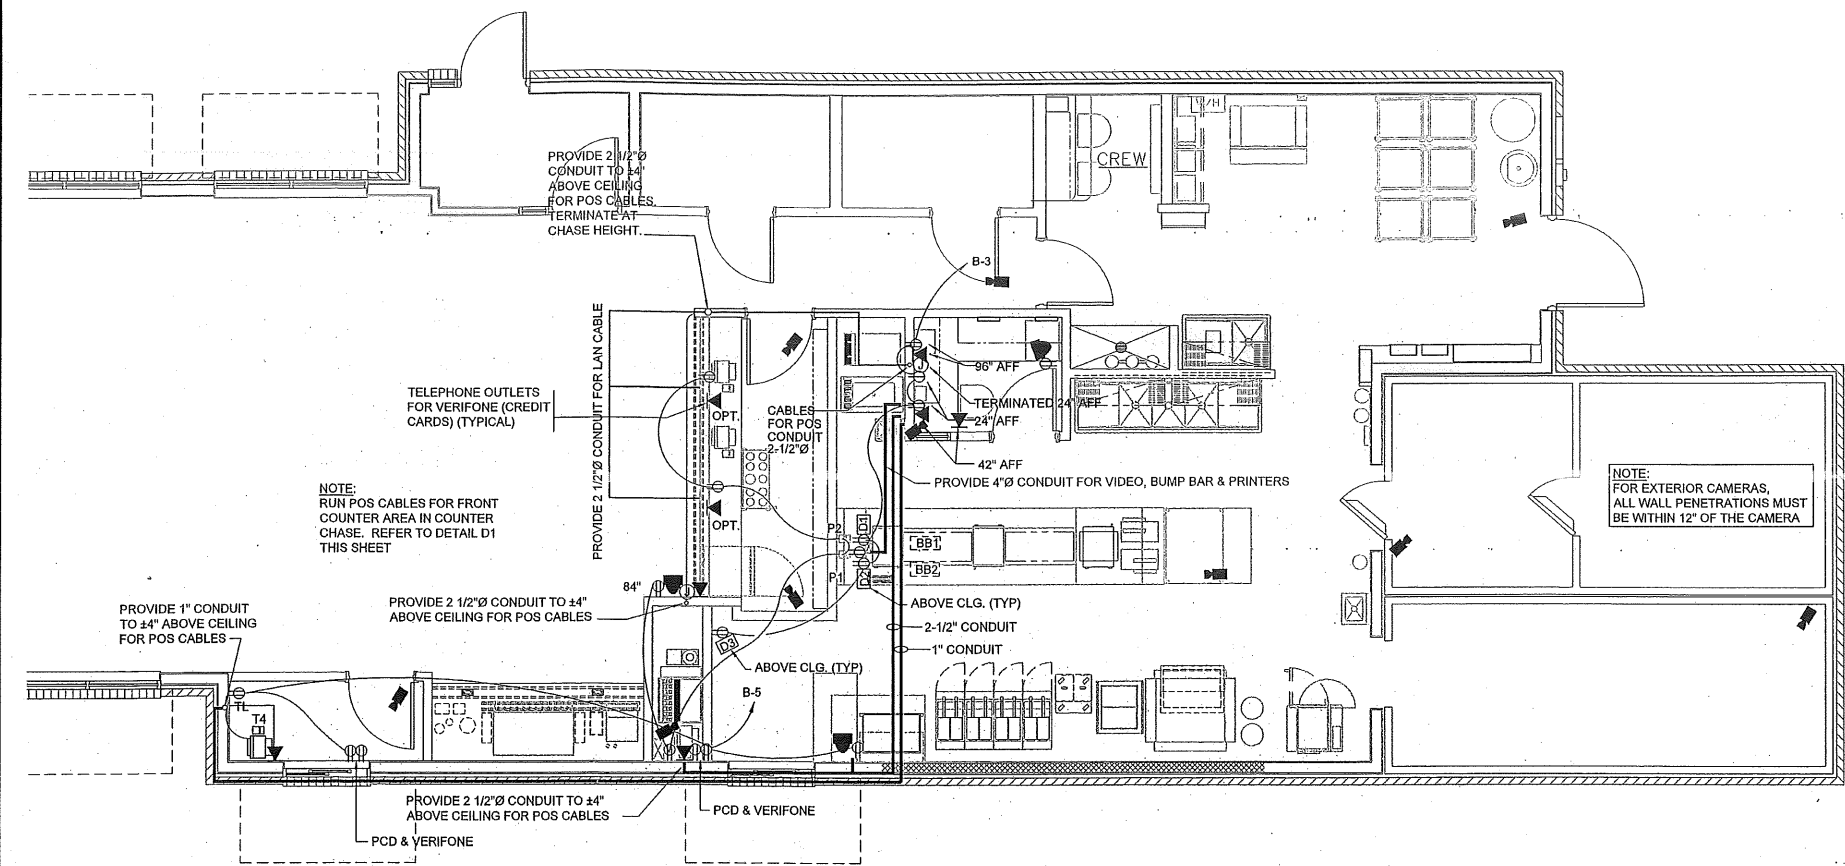 PROVIDE 2 1/2"Ø
CONDUIT TO ±4'
ABOVE CEILING
FOR POS CABLES.
TERMINATE AT
CHASE HEIGHT.
CREW
B-3
PROVIDE 2 1/2"Ø CONDUIT FOR LAN CABLE
96" AFF
TERMINATED 24" AFF
24" AFF
42" AFF
TELEPHONE OUTLETS
FOR VERIFONE (CREDIT
CARDS) (TYPICAL)
OPT.
CABLES
FOR POS
CONDUIT
2-1/2"Ø
J
PROVIDE 4"Ø CONDUIT FOR VIDEO, BUMP BAR & PRINTERS
NOTE:
FOR EXTERIOR CAMERAS,
ALL WALL PENETRATIONS MUST
BE WITHIN 12" OF THE CAMERA
NOTE:
RUN POS CABLES FOR FRONT
COUNTER AREA IN COUNTER
CHASE. REFER TO DETAIL D1
THIS SHEET
OPT.
P2
D1
BB1
BB2
P1
D2
84"
J
ABOVE CLG. (TYP)
PROVIDE 1" CONDUIT
TO ±4" ABOVE CEILING
FOR POS CABLES
PROVIDE 2 1/2"Ø CONDUIT TO ±4"
ABOVE CEILING FOR POS CABLES
2-1/2" CONDUIT
1" CONDUIT
D3
ABOVE CLG. (TYP)
B-5
TL
T4
PROVIDE 2 1/2"Ø CONDUIT TO ±4"
ABOVE CEILING FOR POS CABLES
PCD & VERIFONE
PCD & VERIFONE